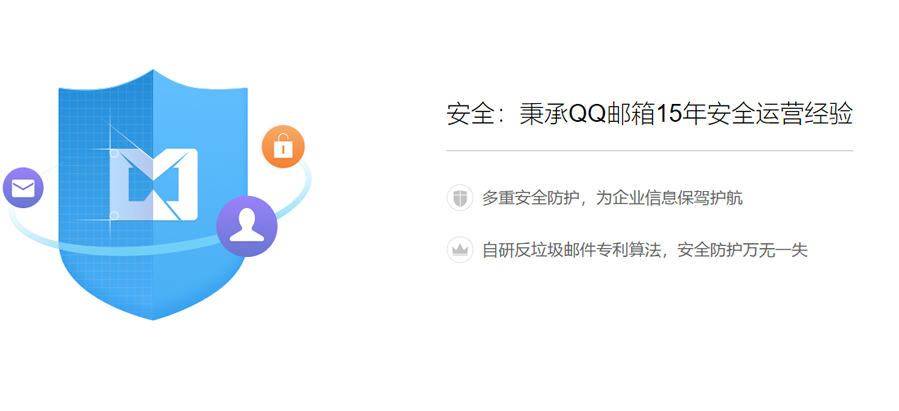 安全：秉承QQ邮箱15年安全运营经验
多重安全防护，为企业信息保驾护航
自研反垃圾邮件专利算法，安全防护万无一失